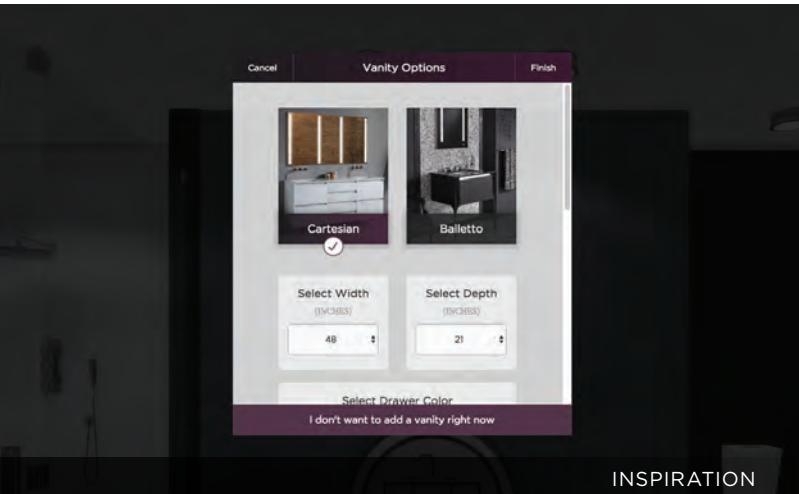 Cancel
Vanity Options
Finish
Cartesian
Balletto
Select Width
(INCHES)
48
Select Depth
(INCHES)
21
Select Drawer Color
I don't want to add a vanity right now
INSPIRATION